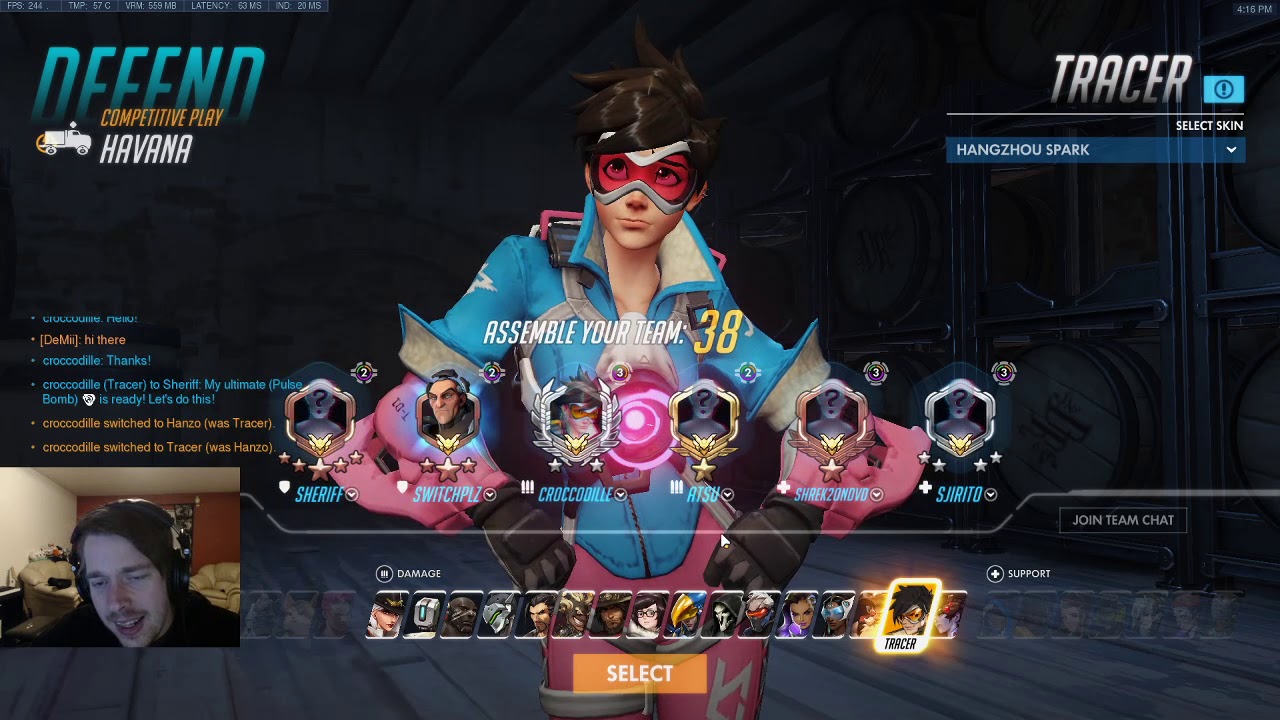 FPS: 244 . TMP: 57 C VRM: 559 MB LATENCY: 63 MS IND: 20 MS
4:16 PM
DEFEND
COMPETITIVE PLAY
HAVANA
TRACER
SELECT SKIN
HANGZHOU SPARK
ASSEMBLE YOUR TEAM: 38
croccodille: Hello!
[DeMii]: hi there
croccodille: Thanks!
croccodille (Tracer) to Sheriff: My ultimate (Pulse
Bomb) is ready! Let's do this!
croccodille switched to Hanzo (was Tracer).
croccodille switched to Tracer (was Hanzo).
2 2 3 2 3 3
SHERIFF SWITCHPLZ CROCCODILLE ATSU SHREK2ONDVD SJIRITO
JOIN TEAM CHAT
DAMAGE
SUPPORT
TRACER
SELECT